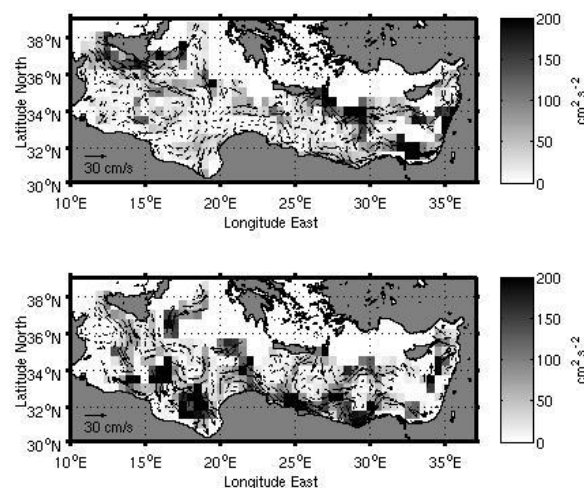 200
38°N
36°N
150
34°N
100
32°N
50
30 cm/s
30°N
0
10°E 15°E 20°E 25°E 30°E 35°E
Latitude North
Longitude East
cm² s⁻²
200
38°N
36°N
150
34°N
100
32°N
50
30 cm/s
30°N
0
10°E 15°E 20°E 25°E 30°E 35°E
Latitude North
Longitude East
cm² s⁻²